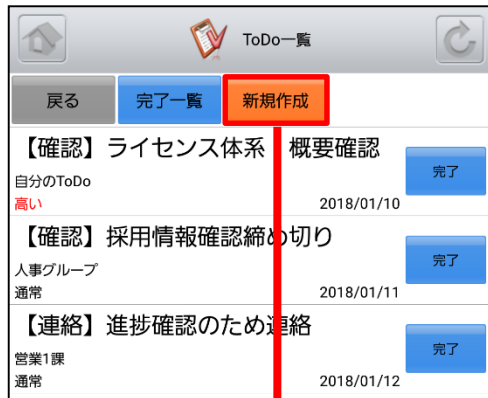 ToDo一覧
戻る 完了一覧 新規作成
【確認】ライセンス体系 概要確認
自分のToDo
完了
高い 2018/01/10
【確認】採用情報確認締め切り
人事グループ
完了
通常 2018/01/11
【連絡】進捗確認のため連絡
営業1課
完了
通常 2018/01/12